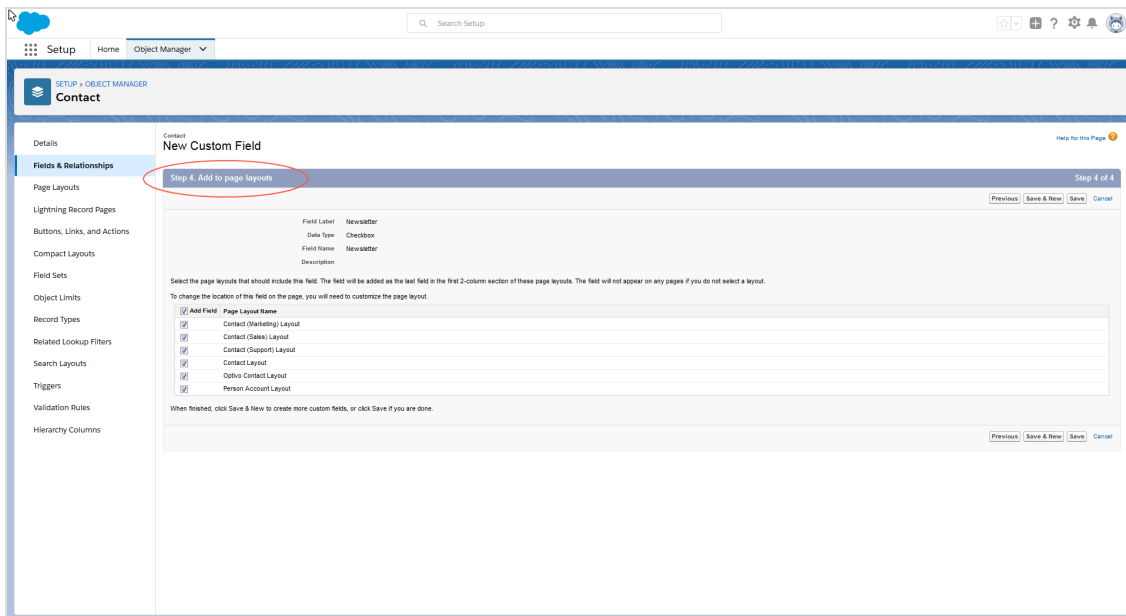 Search Setup
Setup Home Object Manager
SETUP > OBJECT MANAGER
Contact
Details
Fields & Relationships
Page Layouts
Lightning Record Pages
Buttons, Links, and Actions
Compact Layouts
Field Sets
Object Limits
Record Types
Related Lookup Filters
Search Layouts
Triggers
Validation Rules
Hierarchy Columns
Contact
New Custom Field
Help for this Page ?
Step 4. Add to page layouts Step 4 of 4
Previous Save & New Save Cancel
Field Label Newsletter
Data Type Checkbox
Field Name Newsletter
Description
Select the page layouts that should include this field. The field will be added as the last field in the first 2-column section of these page layouts. The field will not appear on any pages if you do not select a layout.
To change the location of this field on the page, you will need to customize the page layout.
Add Field Page Layout Name
Contact (Marketing) Layout
Contact (Sales) Layout
Contact (Support) Layout
Contact Layout
Optivo Contact Layout
Person Account Layout
When finished, click Save & New to create more custom fields, or click Save if you are done.
Previous Save & New Save Cancel